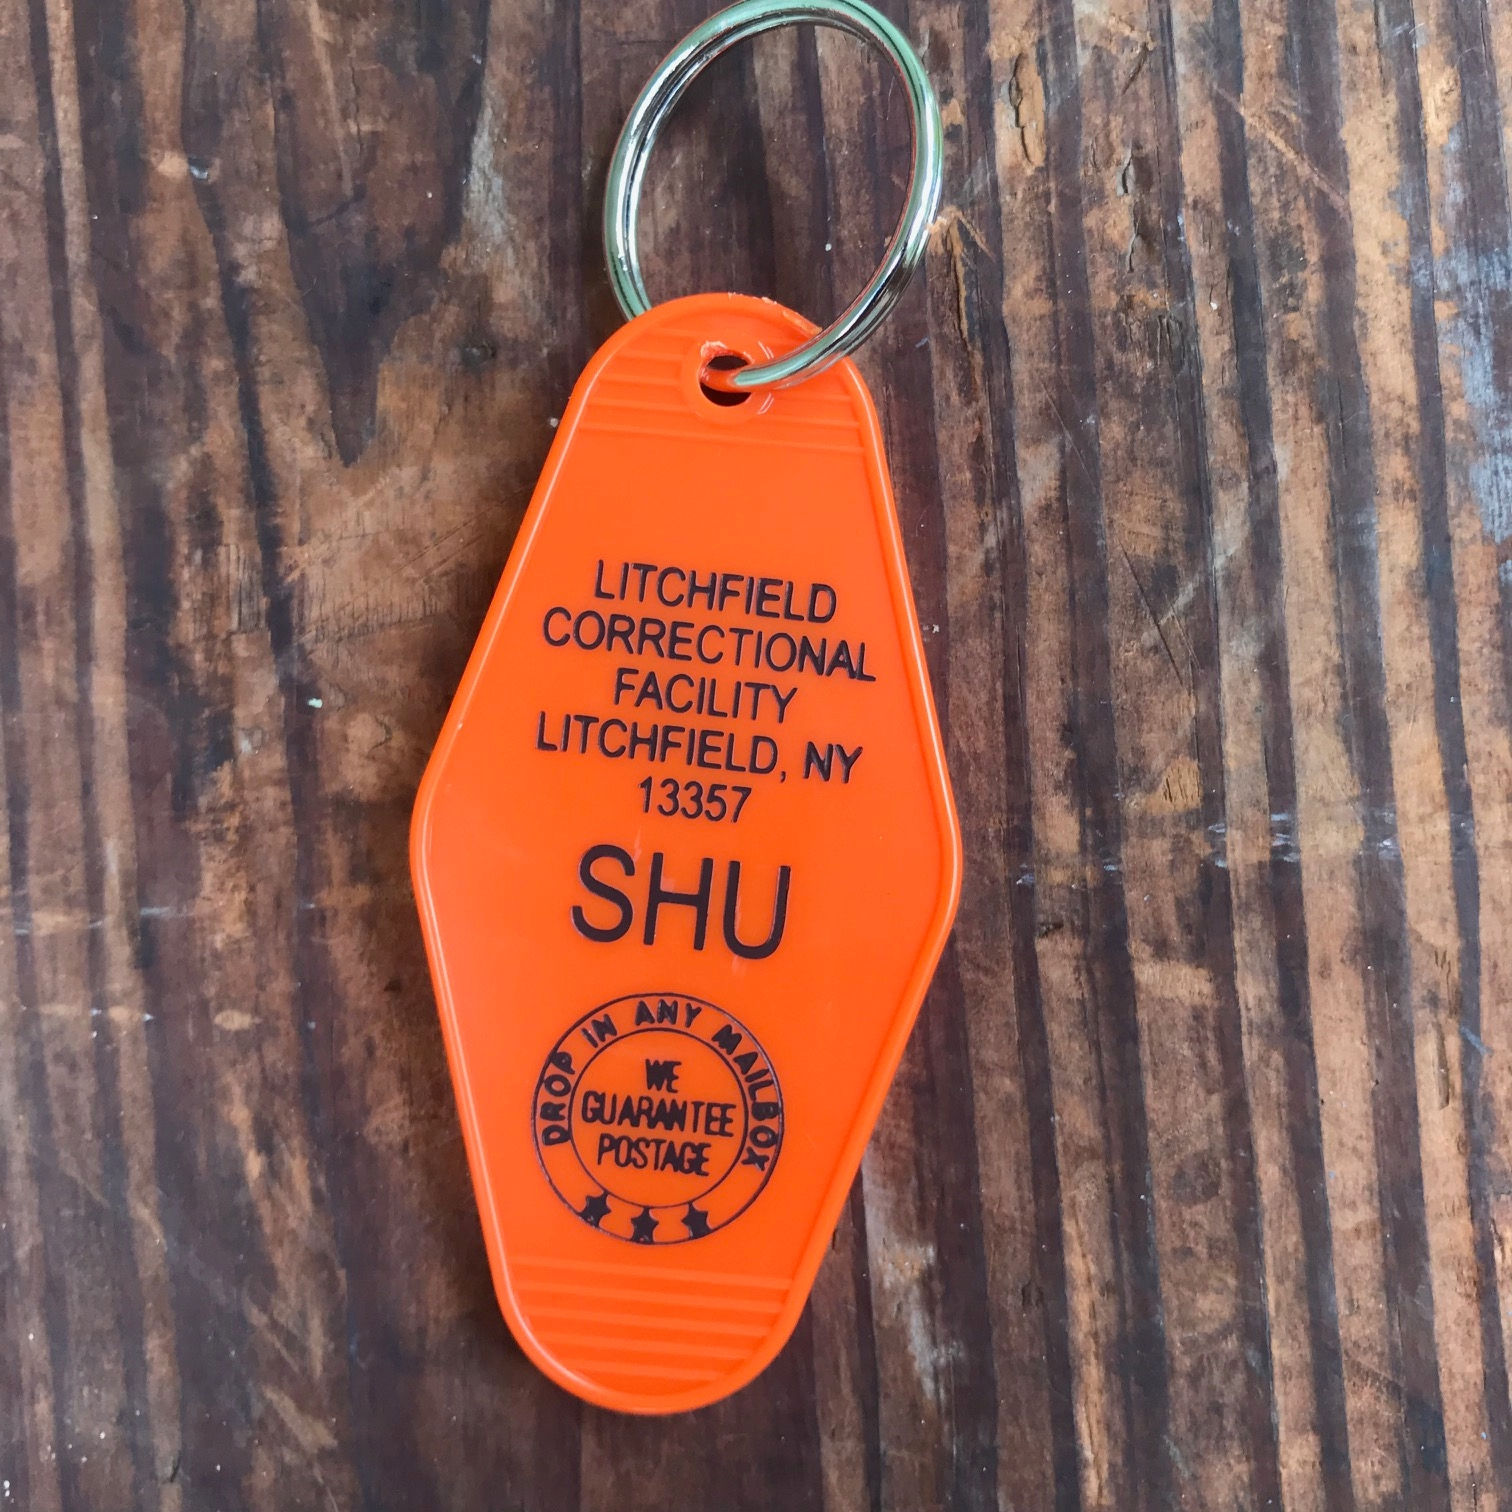 LITCHFIELD
CORRECTIONAL
FACILITY
LITCHFIELD, NY
13357
SHU
DROP IN ANY MAILBOX
WE
GUARANTEE
POSTAGE